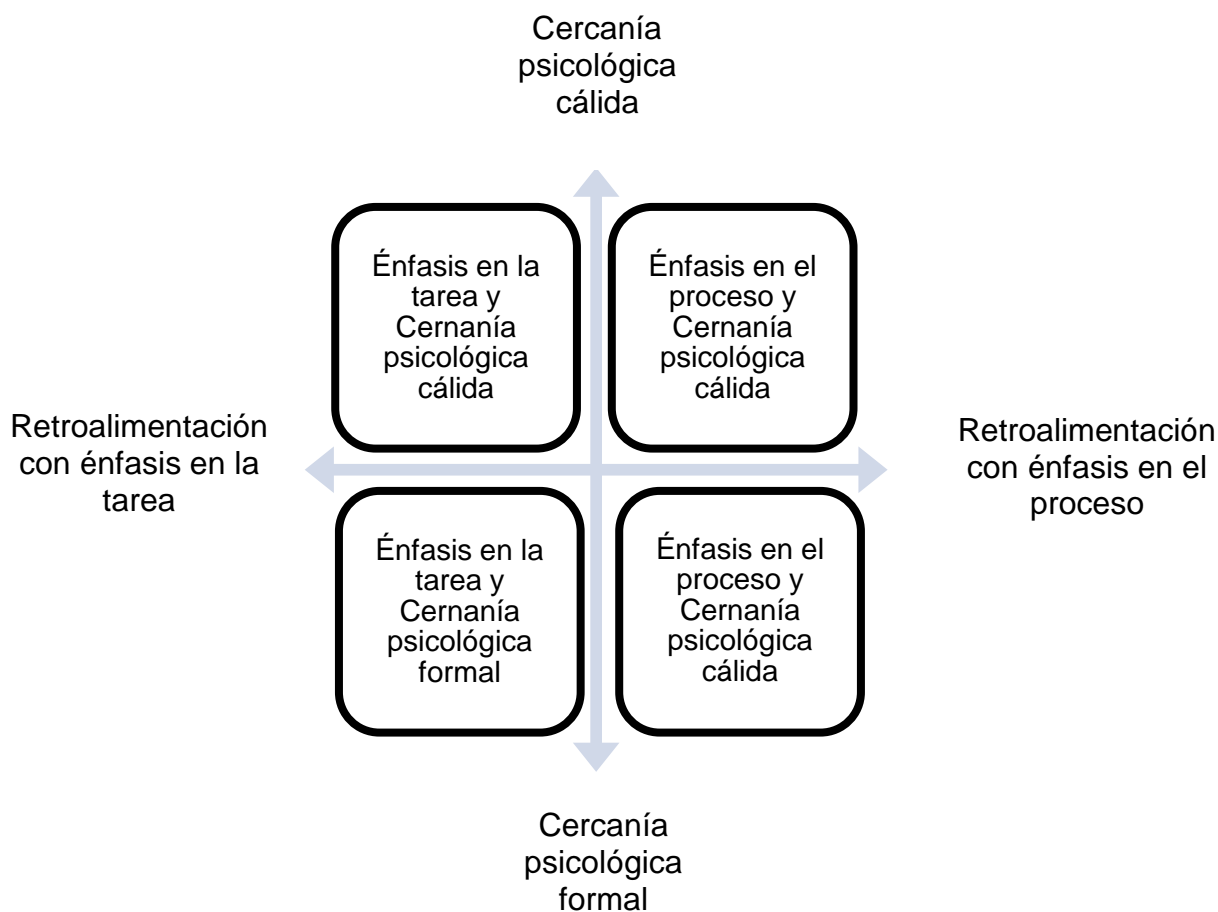 Cercanía
psicológica
cálida
Énfasis en la
tarea y
Cernanía
psicológica
cálida
Énfasis en el
proceso y
Cernanía
psicológica
cálida
Retroalimentación
con énfasis en la
tarea
Retroalimentación
con énfasis en el
proceso
Énfasis en la
tarea y
Cernanía
psicológica
formal
Énfasis en el
proceso y
Cernanía
psicológica
cálida
Cercanía
psicológica
formal